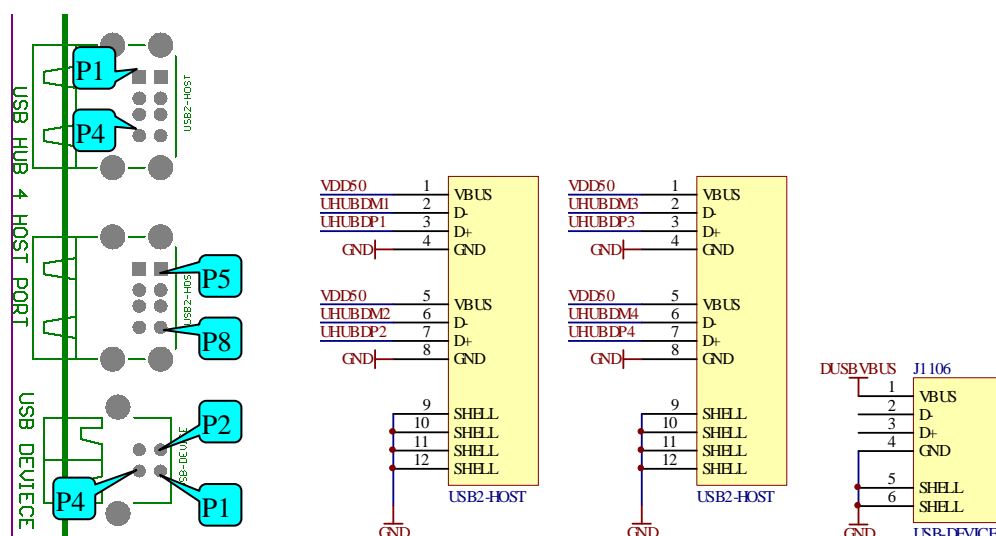 P1
P4
USB2-HOST
USB HUB 4 HOST PORT
P5
P8
USB2-HOST
USB DEVIECE
P2
P4
P1
VDD50 1 VBUS
UHUBDM1 2 D-
UHUBDP1 3 D+
GND 4 GND
VDD50 5 VBUS
UHUBDM2 6 D-
UHUBDP2 7 D+
GND 8 GND
9 SHELL
10 SHELL
11 SHELL
12 SHELL
USB2-HOST
GND
VDD50 1 VBUS
UHUBDM3 2 D-
UHUBDP3 3 D+
GND 4 GND
VDD50 5 VBUS
UHUBDM4 6 D-
UHUBDP4 7 D+
GND 8 GND
9 SHELL
10 SHELL
11 SHELL
12 SHELL
USB2-HOST
GND
DUSBVBUS J1106
1 VBUS
2 D-
3 D+
4 GND
5 SHELL
6 SHELL
GND USB-DEVICE